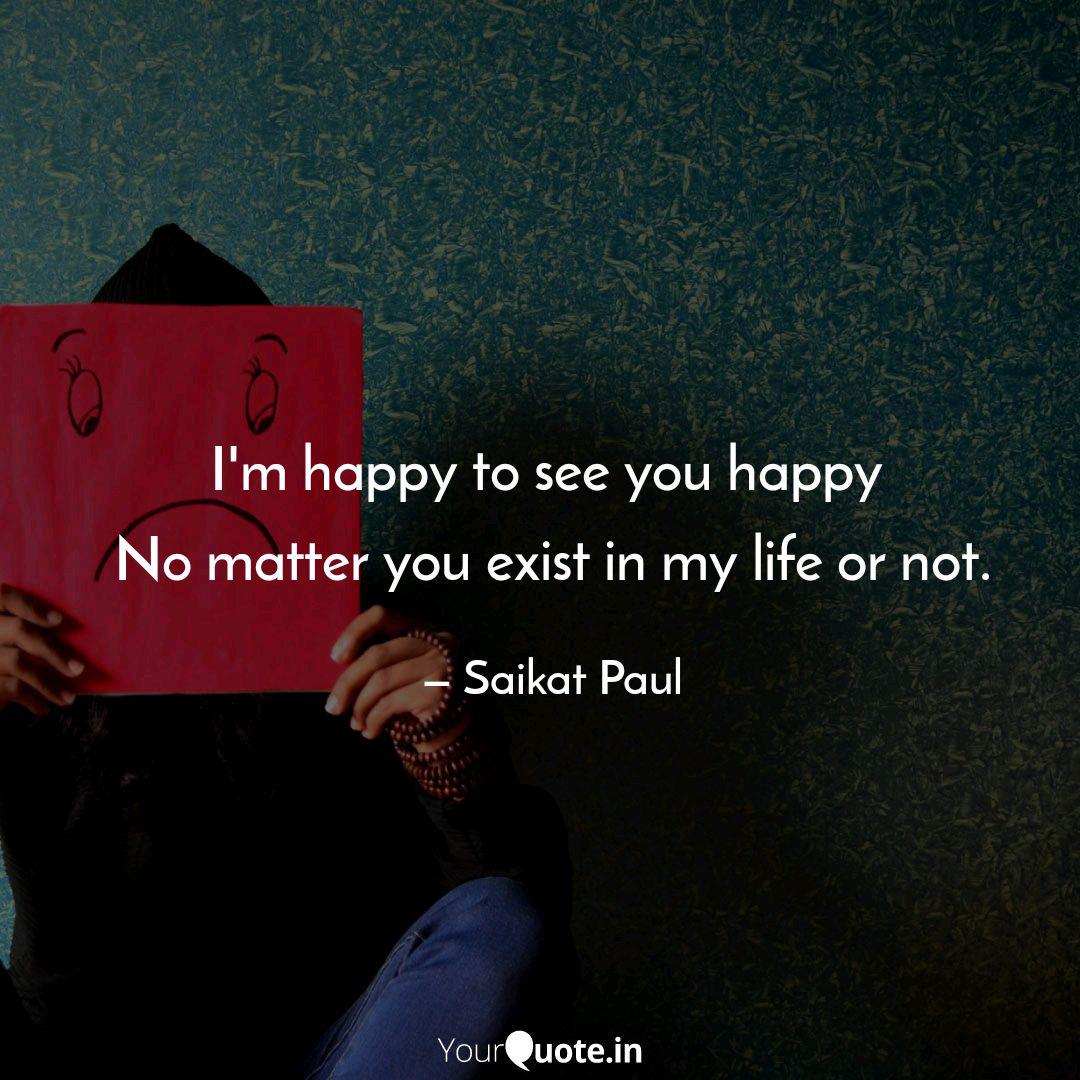 I'm happy to see you happy
No matter you exist in my life or not.
– Saikat Paul
YourQuote.in